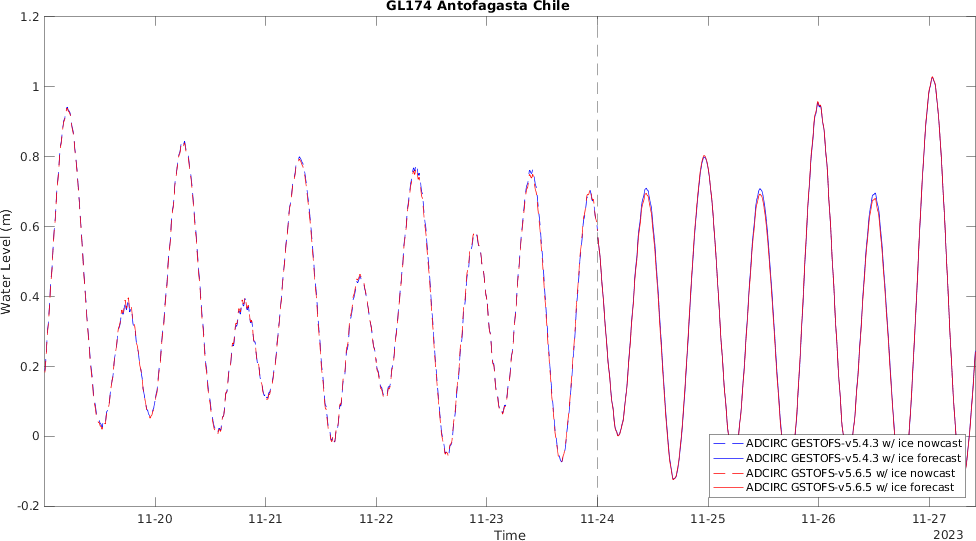 GL174 Antofagasta Chile
1.2
1
0.8
0.6
0.4
0.2
0
-0.2
Water Level (m)
ADCIRC GESTOFS-v5.4.3 w/ ice nowcast
ADCIRC GESTOFS-v5.4.3 w/ ice forecast
ADCIRC GSTOFS-v5.6.5 w/ ice nowcast
ADCIRC GSTOFS-v5.6.5 w/ ice forecast
11-20 11-21 11-22 11-23 11-24 11-25 11-26 11-27
Time
2023